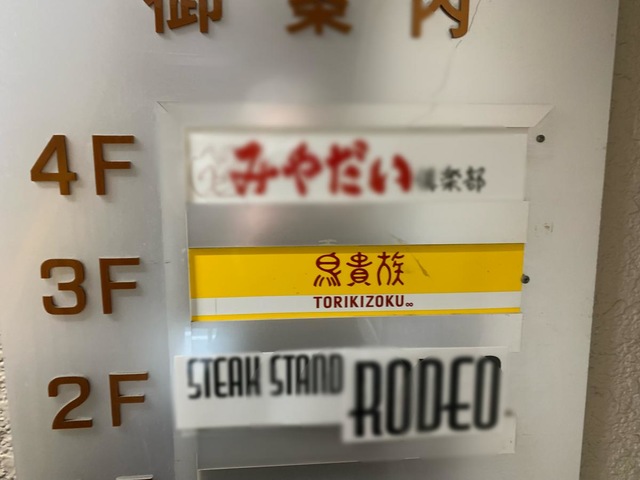 御案内
4F
みやだい倶楽部
3F
鳥貴族
TORIKIZOKU∞
2F
STEAK STAND RODEO